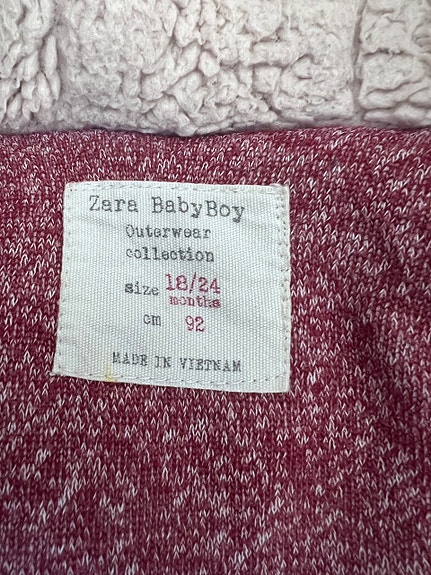 Zara BabyBoy
Outerwear
collection
size 18/24
months
cm 92
MADE IN VIETNAM